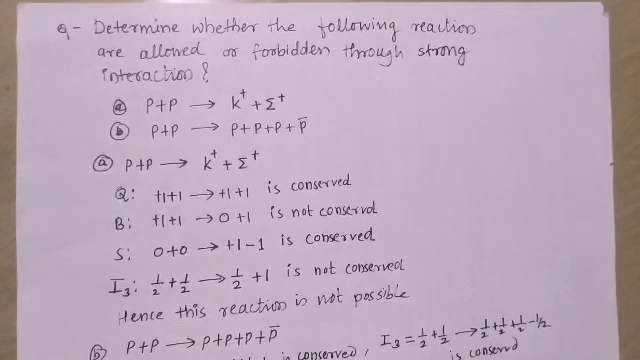 Q- Determine whether the following reaction
are allowed or forbidden through strong
interaction?
ⓐ P+P → K⁺ + Σ⁺
ⓑ P+P → P+P+P+p̅
ⓐ P+P → K⁺ + Σ⁺
Q: +1+1 → +1+1 is conserved
B: +1+1 → 0+1 is not conservd
S: 0+0 → +1-1 is conserved
I₃: 1/2 + 1/2 → 1/2 + 1 is not conserved
Hence this reaction is not possible
ⓑ P+P → P+P+P+p̅
is conserved, I₃ = 1/2 + 1/2 → 1/2 + 1/2 + 1/2 - 1/2
is conservd